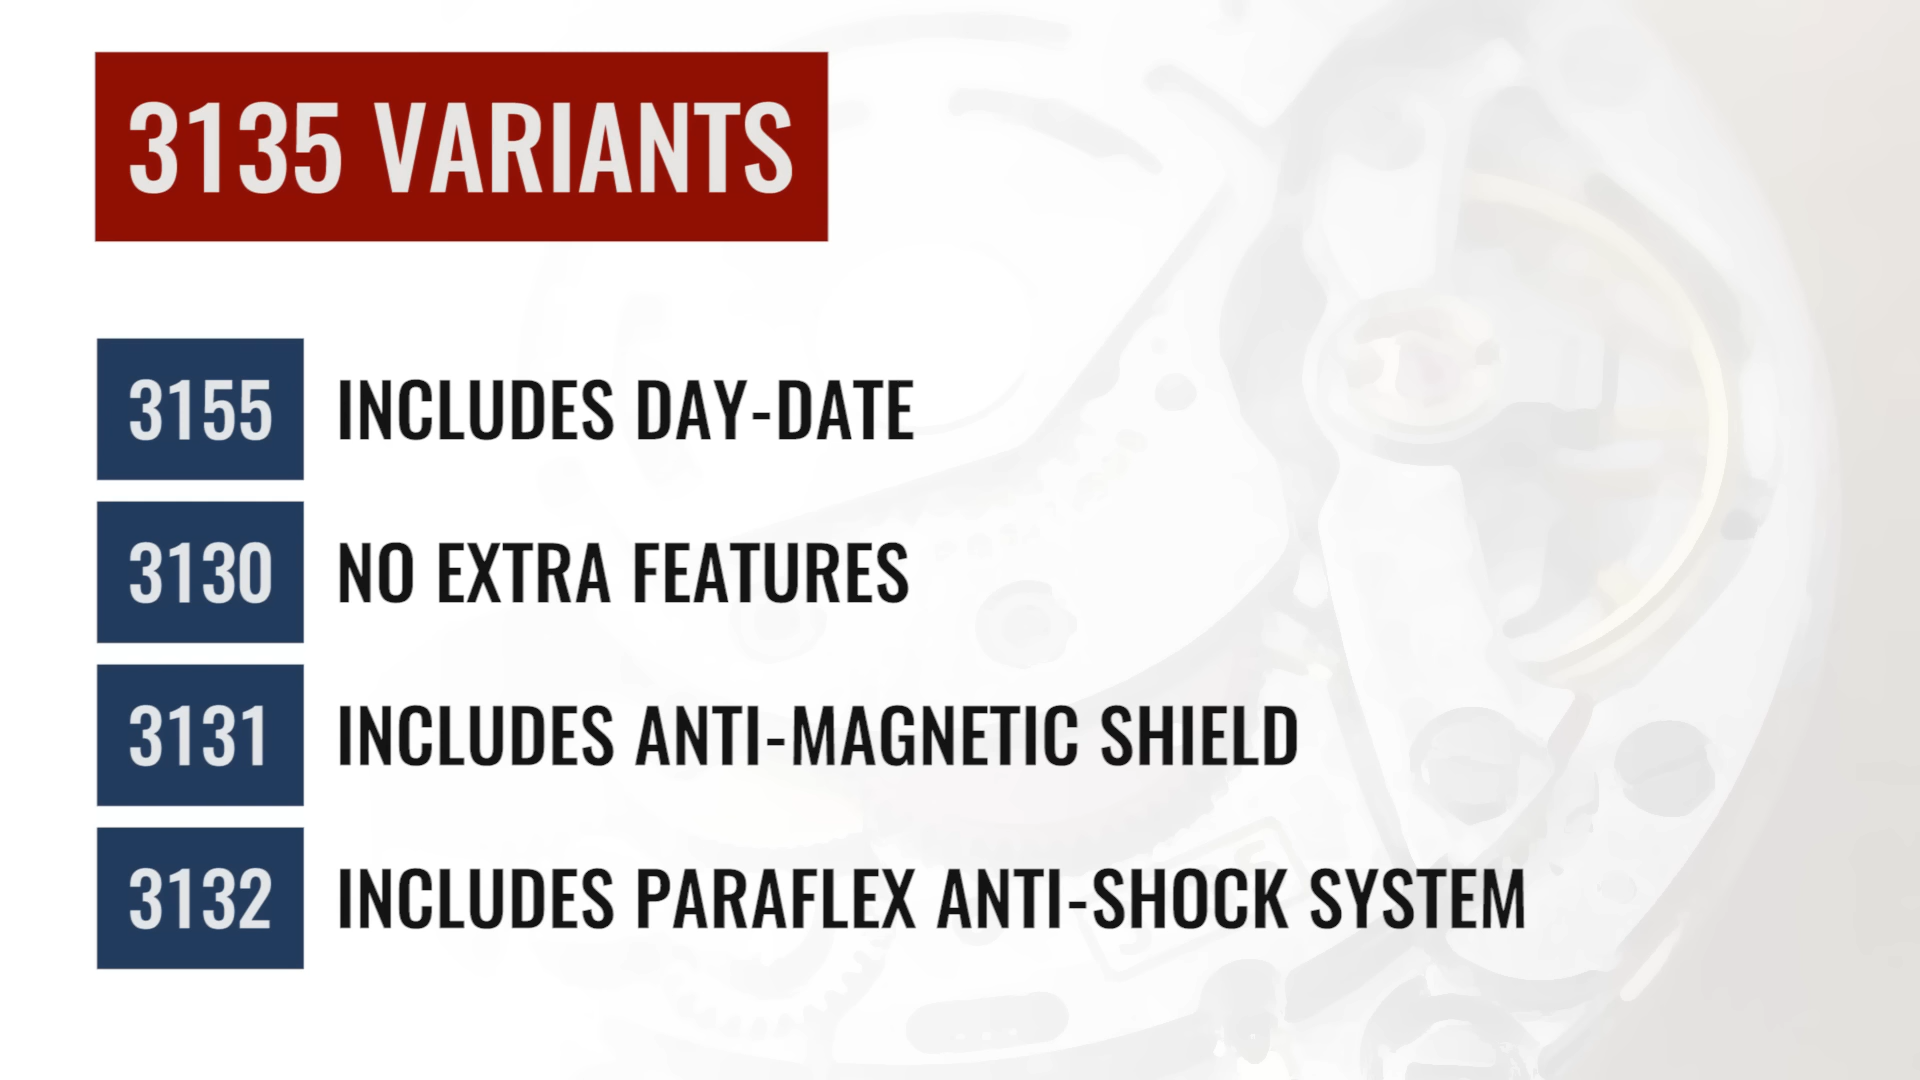 3135 VARIANTS
3155 INCLUDES DAY-DATE
3130 NO EXTRA FEATURES
3131 INCLUDES ANTI-MAGNETIC SHIELD
3132 INCLUDES PARAFLEX ANTI-SHOCK SYSTEM